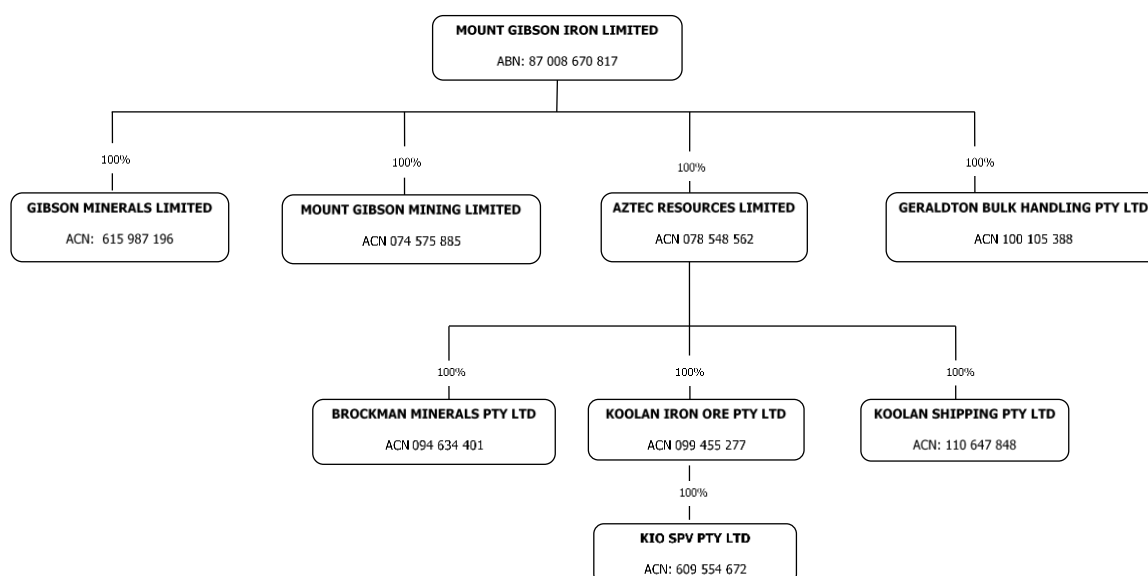 MOUNT GIBSON IRON LIMITED
ABN: 87 008 670 817
100%
100%
100%
100%
GIBSON MINERALS LIMITED
ACN: 615 987 196
MOUNT GIBSON MINING LIMITED
ACN 074 575 885
AZTEC RESOURCES LIMITED
ACN 078 548 562
GERALDTON BULK HANDLING PTY LTD
ACN 100 105 388
100%
100%
100%
BROCKMAN MINERALS PTY LTD
ACN 094 634 401
KOOLAN IRON ORE PTY LTD
ACN 099 455 277
KOOLAN SHIPPING PTY LTD
ACN: 110 647 848
100%
KIO SPV PTY LTD
ACN: 609 554 672